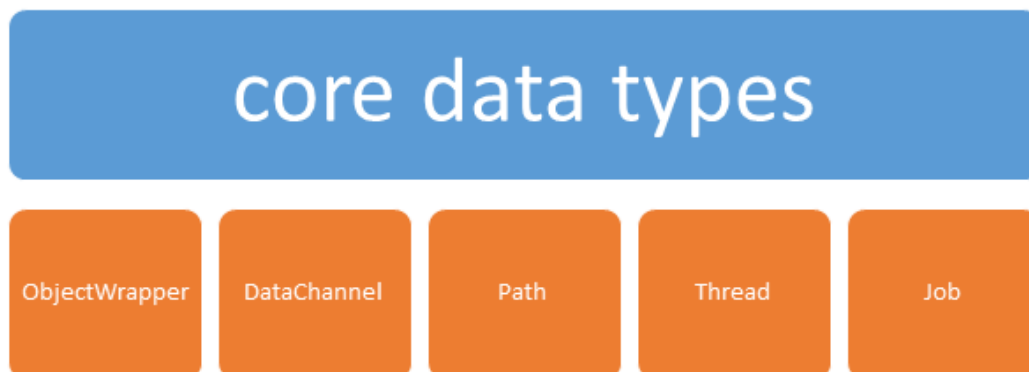 core data types
ObjectWrapper
DataChannel
Path
Thread
Job